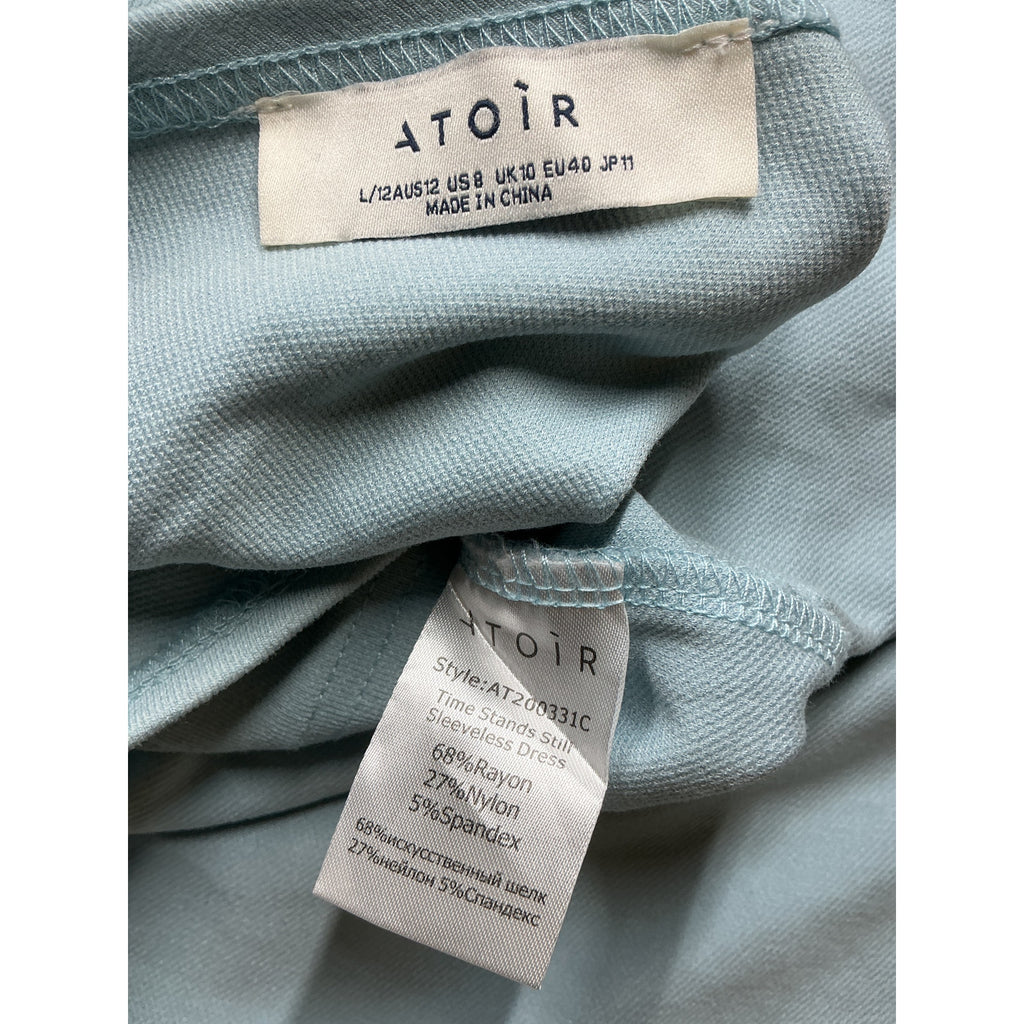 ATOÌR
L/12AUS12 US8 UK10 EU40 JP11
MADE IN CHINA
ATOÌR
Style:AT200331C
Time Stands Still
Sleeveless Dress
68%Rayon
27%Nylon
5%Spandex
68%искусственный шелк
27%нейлон 5%Спандекс